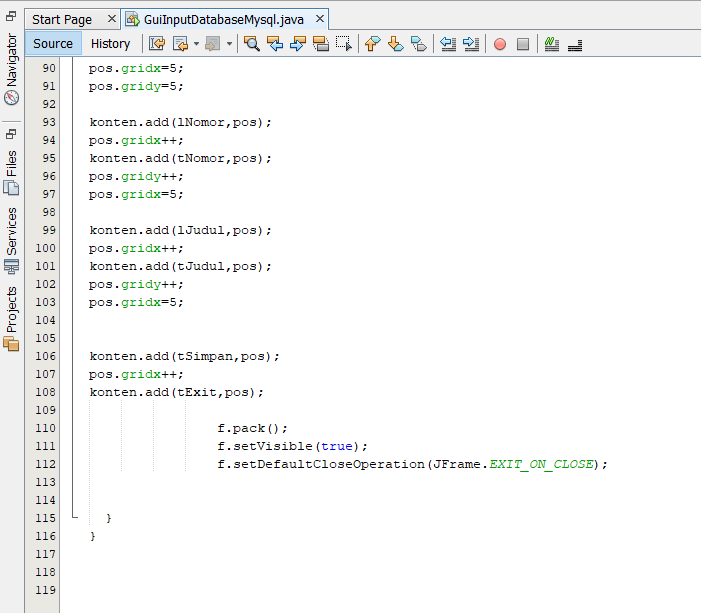 Start Page
GuiInputDatabaseMysql.java
Source History
Navigator
Files
Services
Projects
90 pos.gridx=5;
91 pos.gridy=5;
92
93 konten.add(lNomor,pos);
94 pos.gridx++;
95 konten.add(tNomor,pos);
96 pos.gridy++;
97 pos.gridx=5;
98
99 konten.add(lJudul,pos);
100 pos.gridx++;
101 konten.add(tJudul,pos);
102 pos.gridy++;
103 pos.gridx=5;
104
105
106 konten.add(tSimpan,pos);
107 pos.gridx++;
108 konten.add(tExit,pos);
109
110 f.pack();
111 f.setVisible(true);
112 f.setDefaultCloseOperation(JFrame.EXIT_ON_CLOSE);
113
114
115 }
116 }
117
118
119